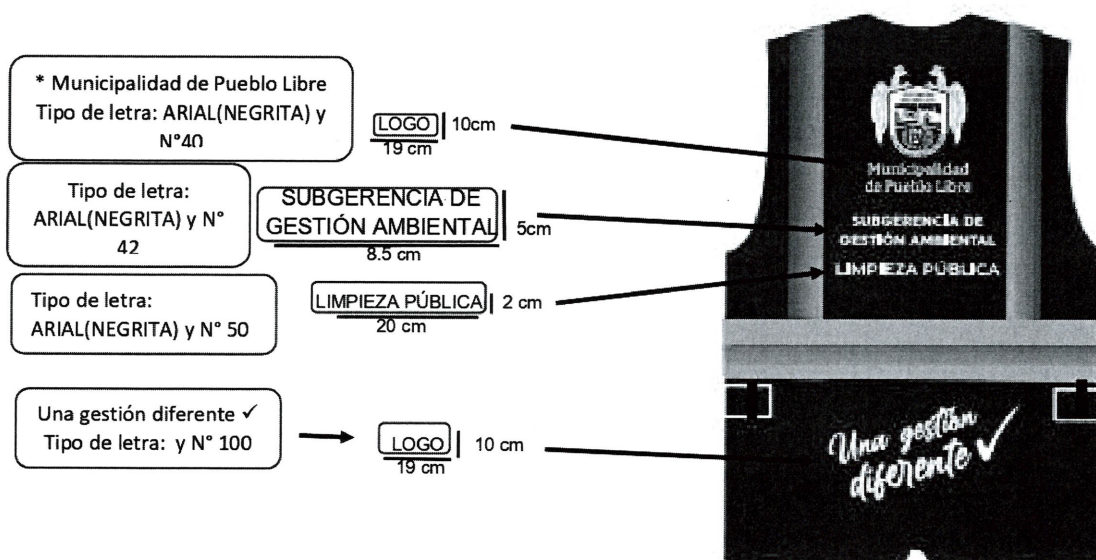 * Municipalidad de Pueblo Libre
Tipo de letra: ARIAL(NEGRITA) y
N°40
LOGO 10cm
19 cm
Tipo de letra:
ARIAL(NEGRITA) y N°
42
SUBGERENCIA DE
GESTIÓN AMBIENTAL 5cm
8.5 cm
Tipo de letra:
ARIAL(NEGRITA) y N° 50
LIMPIEZA PÚBLICA 2 cm
20 cm
Una gestión diferente ✓
Tipo de letra: y N° 100
LOGO 10 cm
19 cm
Municipalidad
de Pueblo Libre
SUBGERENCÍA DE
GESTIÓN AMBIENTAL
LIMPIEZA PÚBLICA
Una gestión
diferente ✓